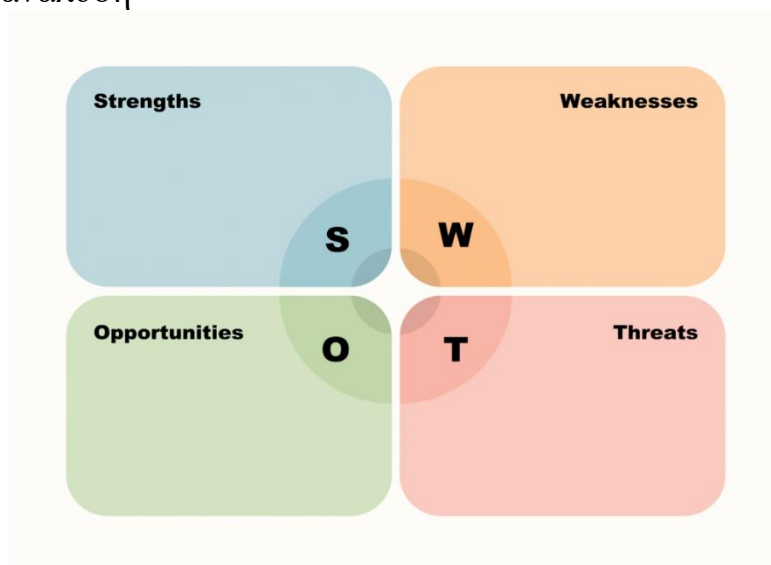 Strengths
Weaknesses
S
W
Opportunities
Threats
O
T